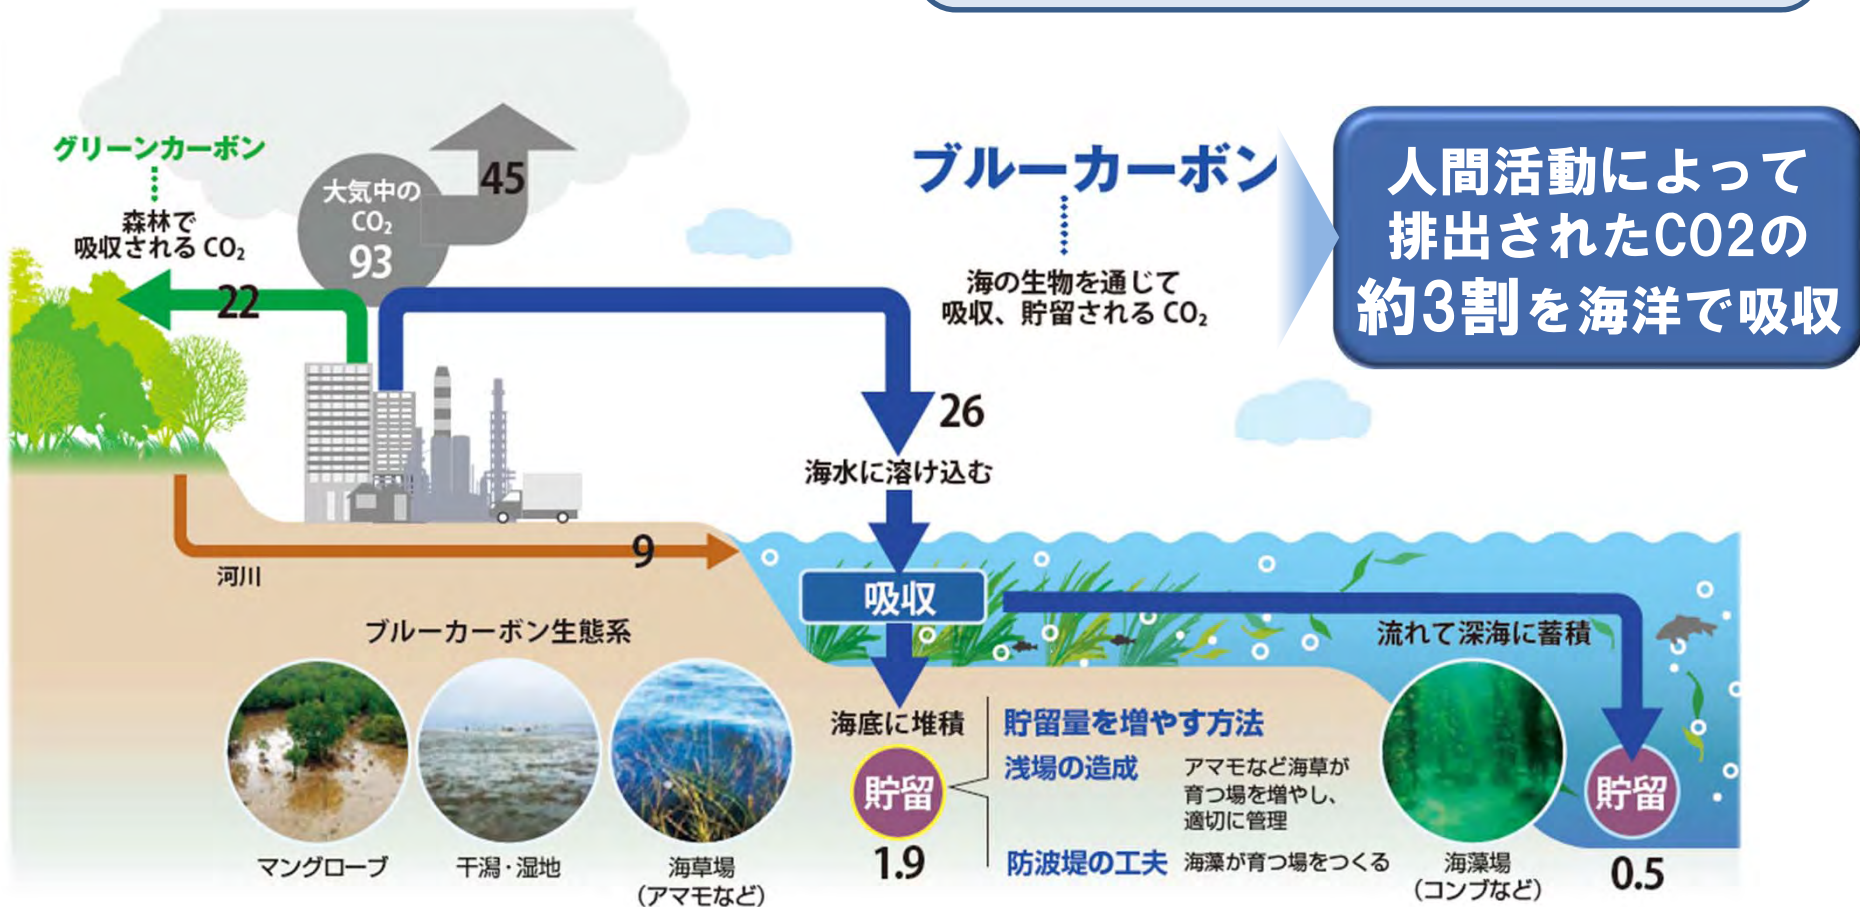 グリーンカーボン
森林で
吸収される CO₂
22
大気中の
CO₂
93
45
ブルーカーボン
海の生物を通じて
吸収、貯留される CO₂
人間活動によって
排出されたCO2の
約3割を海洋で吸収
26
海水に溶け込む
9
河川
吸収
流れて深海に蓄積
ブルーカーボン生態系
マングローブ
干潟・湿地
海草場
(アマモなど)
海底に堆積
貯留
1.9
貯留量を増やす方法
浅場の造成
アマモなど海草が
育つ場を増やし、
適切に管理
防波堤の工夫
海藻が育つ場をつくる
海藻場
(コンブなど)
貯留
0.5